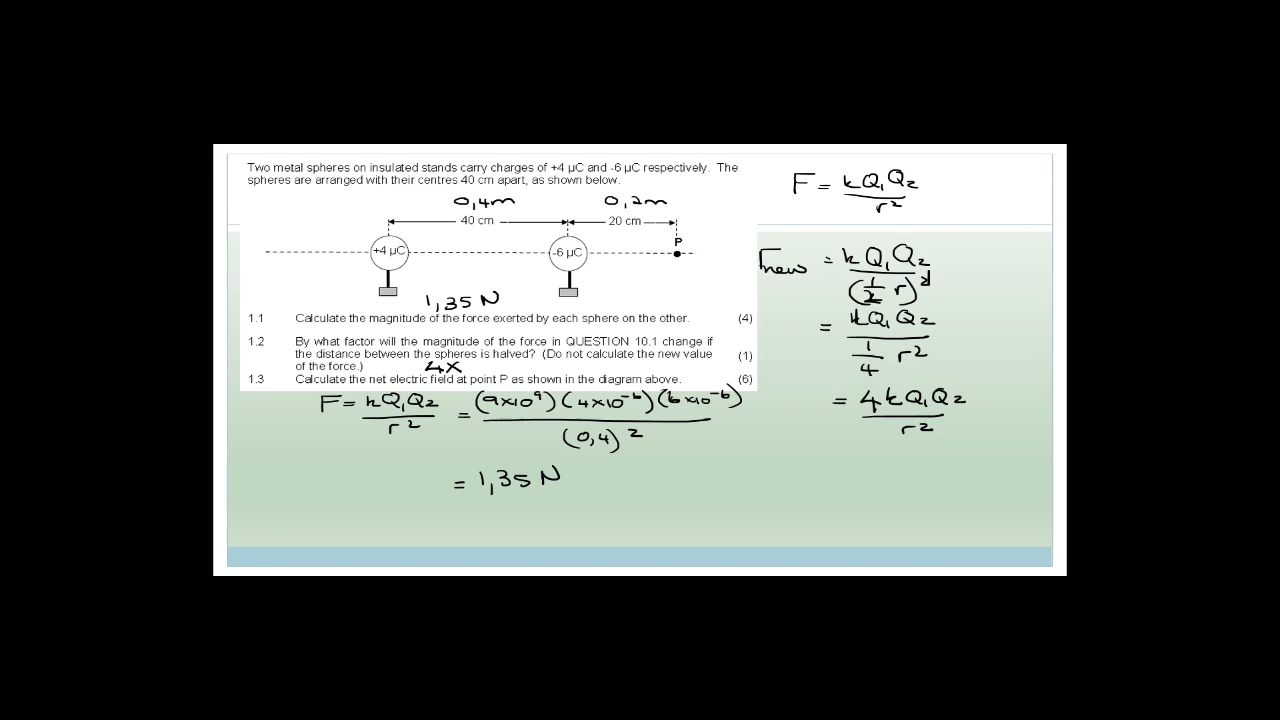 Two metal spheres on insulated stands carry charges of +4 µC and -6 µC respectively. The
spheres are arranged with their centres 40 cm apart, as shown below.
0,4m 0,2m
40 cm 20 cm
P
+4 µC -6 µC
1,35 N
1.1 Calculate the magnitude of the force exerted by each sphere on the other. (4)
1.2 By what factor will the magnitude of the force in QUESTION 10.1 change if
the distance between the spheres is halved? (Do not calculate the new value (1)
of the force.) 4x
1.3 Calculate the net electric field at point P as shown in the diagram above. (6)
F = kQ₁Q₂ / r² = (9x10⁹)(4x10⁻⁶)(6x10⁻⁶) / (0,4)²
= 1,35 N
F = kQ₁Q₂ / r²
Fnew = kQ₁Q₂ / (1/2 r)²
= kQ₁Q₂ / 1/4 r²
= 4kQ₁Q₂ / r²